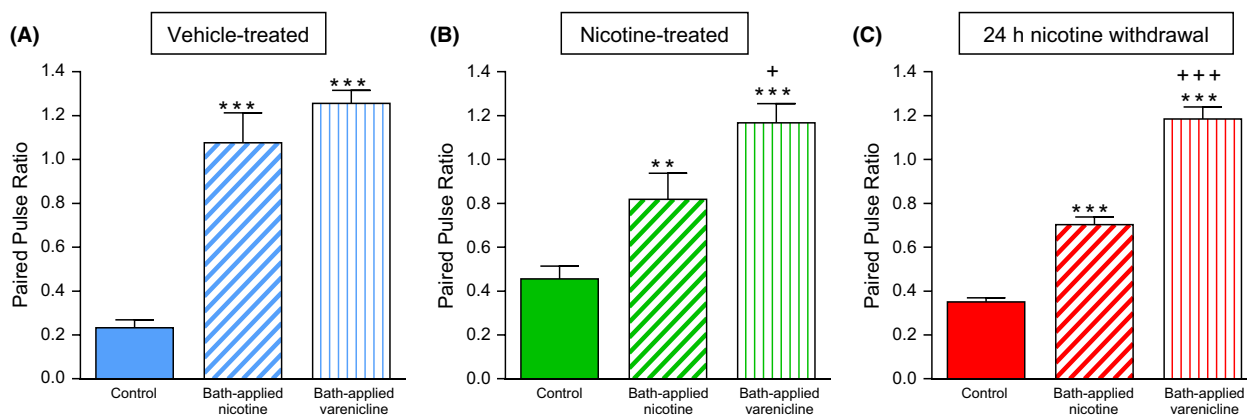 (A)
Vehicle-treated
Paired Pulse Ratio
1.4
1.2
1.0
0.8
0.6
0.4
0.2
0.0
***
***
Control
Bath-applied
nicotine
Bath-applied
varenicline
(B)
Nicotine-treated
Paired Pulse Ratio
1.4
1.2
1.0
0.8
0.6
0.4
0.2
0.0
**
+
***
Control
Bath-applied
nicotine
Bath-applied
varenicline
(C)
24 h nicotine withdrawal
Paired Pulse Ratio
1.4
1.2
1.0
0.8
0.6
0.4
0.2
0.0
***
+++
***
Control
Bath-applied
nicotine
Bath-applied
varenicline